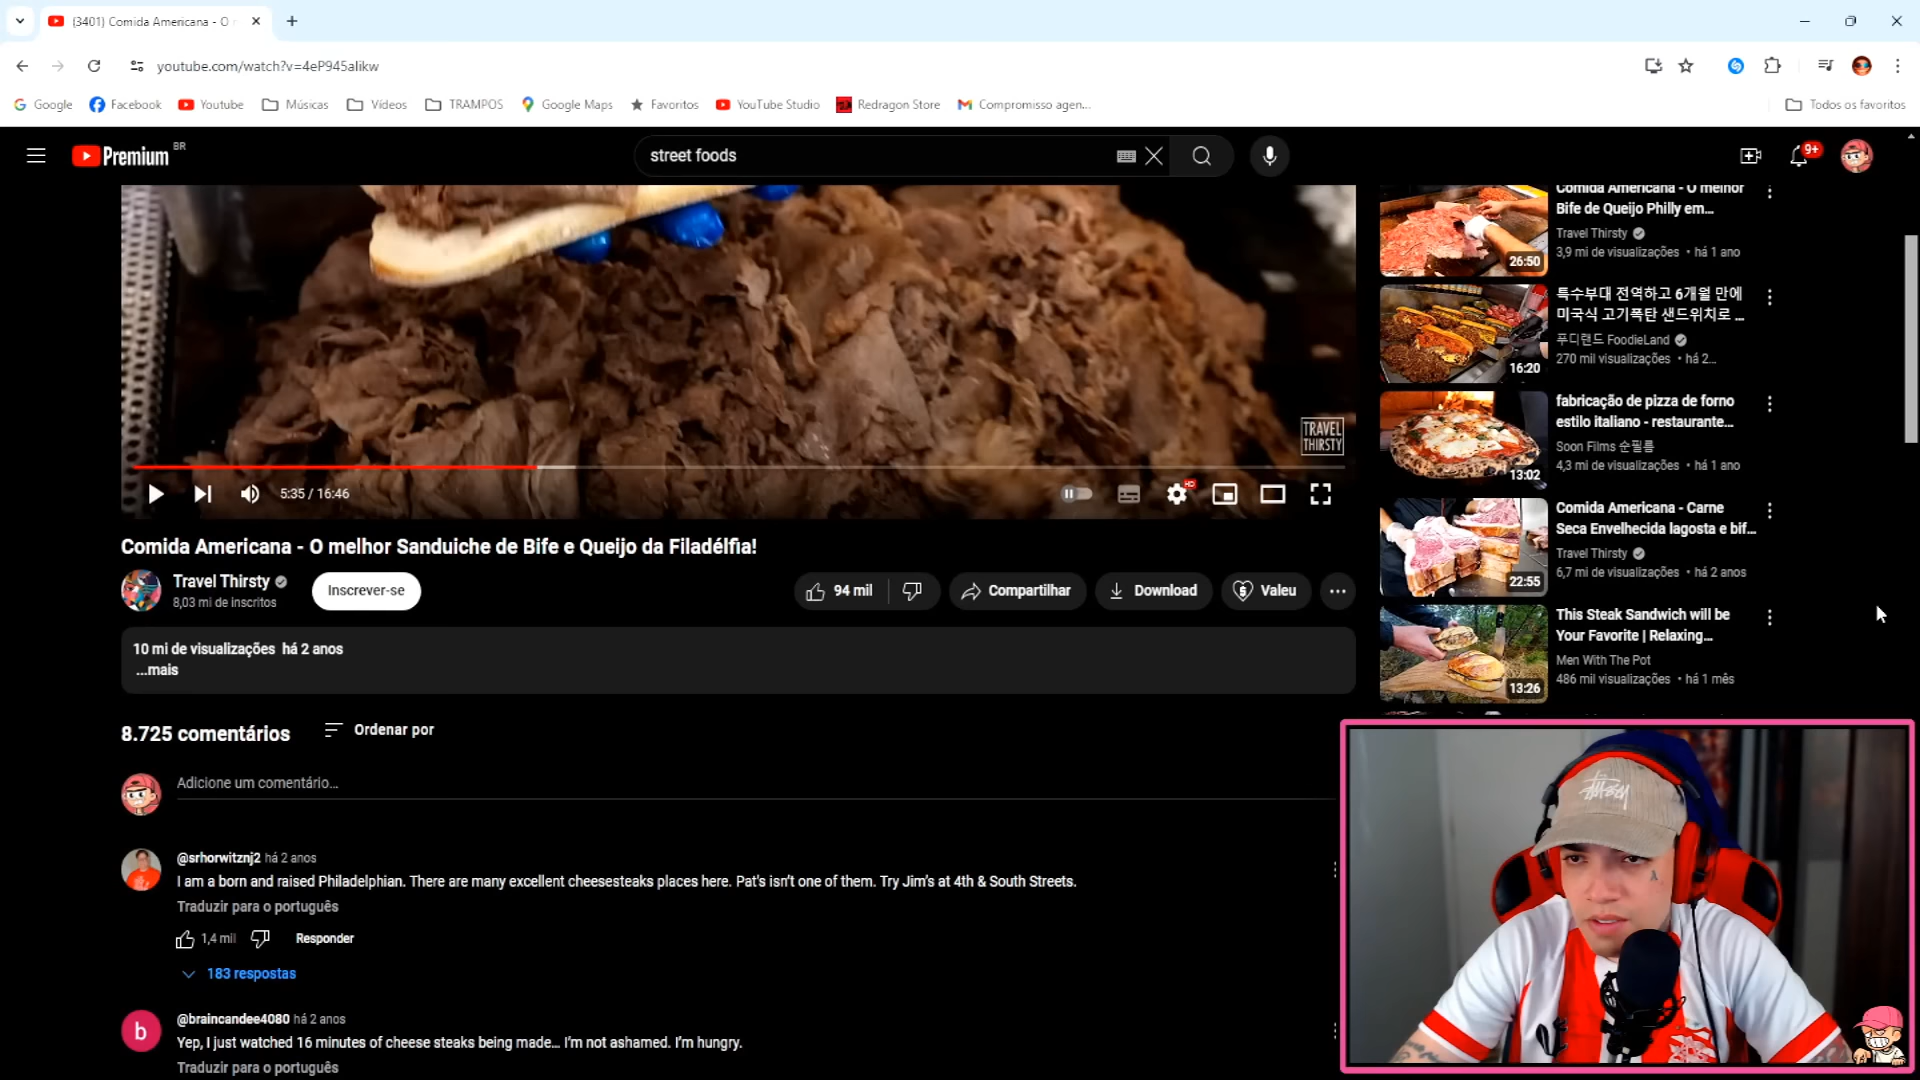 (3401) Comida Americana - O
youtube.com/watch?v=4eP945alikw
Google
Facebook
Youtube
Músicas
Vídeos
TRAMPOS
Google Maps
Favoritos
YouTube Studio
Redragon Store
Compromisso agen...
Todos os favoritos
Premium BR
street foods
9+
TRAVEL
THIRSTY
5:35 / 16:46
HD
Comida Americana - O melhor Sanduiche de Bife e Queijo da Filadélfia!
Travel Thirsty
8,03 mi de inscritos
Inscrever-se
94 mil
Compartilhar
Download
Valeu
10 mi de visualizações há 2 anos
...mais
8.725 comentários
Ordenar por
Adicione um comentário...
@srhorwitznj2 há 2 anos
I am a born and raised Philadelphian. There are many excellent cheesesteaks places here. Pat's isn't one of them. Try Jim's at 4th & South Streets.
Traduzir para o português
1,4 mil
Responder
183 respostas
b
@braincandee4080 há 2 anos
Yep, I just watched 16 minutes of cheese steaks being made... I'm not ashamed. I'm hungry.
Traduzir para o português
Comida Americana - O melhor
Bife de Queijo Philly em...
Travel Thirsty
3,9 mi de visualizações • há 1 ano
26:50
특수부대 전역하고 6개월 만에
미국식 고기폭탄 샌드위치로 ...
푸디랜드 FoodieLand
270 mil visualizações • há 2...
16:20
fabricação de pizza de forno
estilo italiano - restaurante...
Soon Films 순필름
4,3 mi de visualizações • há 1 ano
13:02
Comida Americana - Carne
Seca Envelhecida lagosta e bif...
Travel Thirsty
6,7 mi de visualizações • há 2 anos
22:55
This Steak Sandwich will be
Your Favorite | Relaxing...
Men With The Pot
486 mil visualizações • há 1 mês
13:26
Stüssy